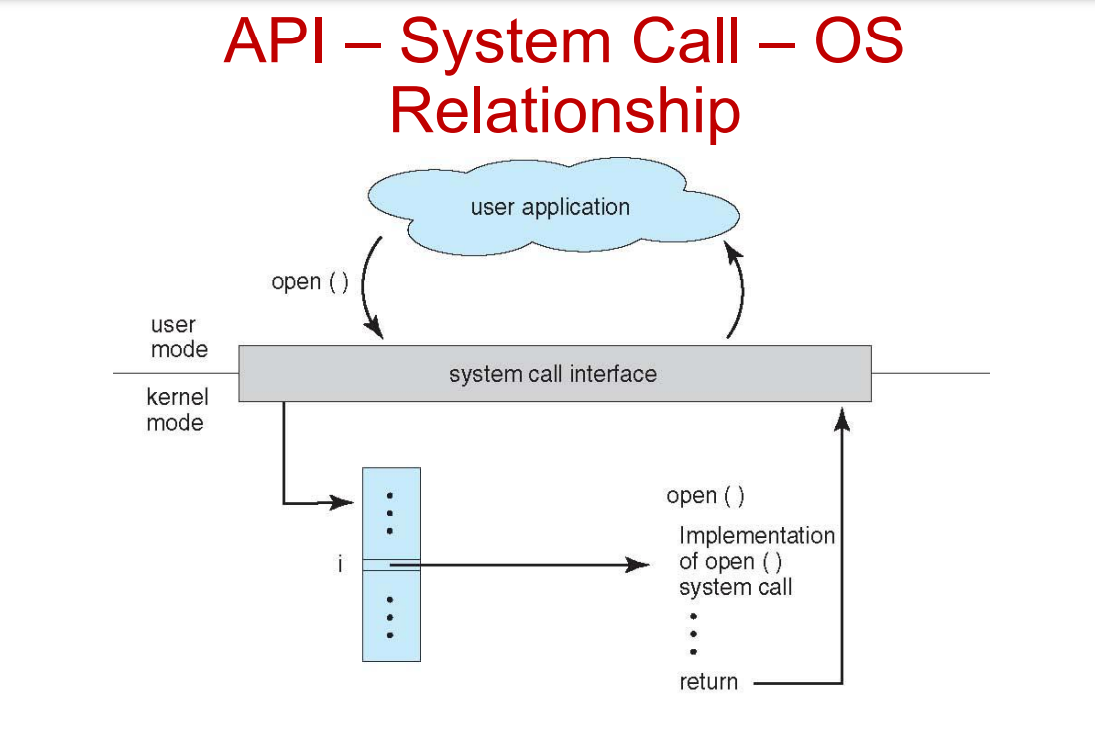 API – System Call – OS
Relationship
user application
open ( )
user
mode
system call interface
kernel
mode
open ( )
Implementation
of open ( )
system call
i
return